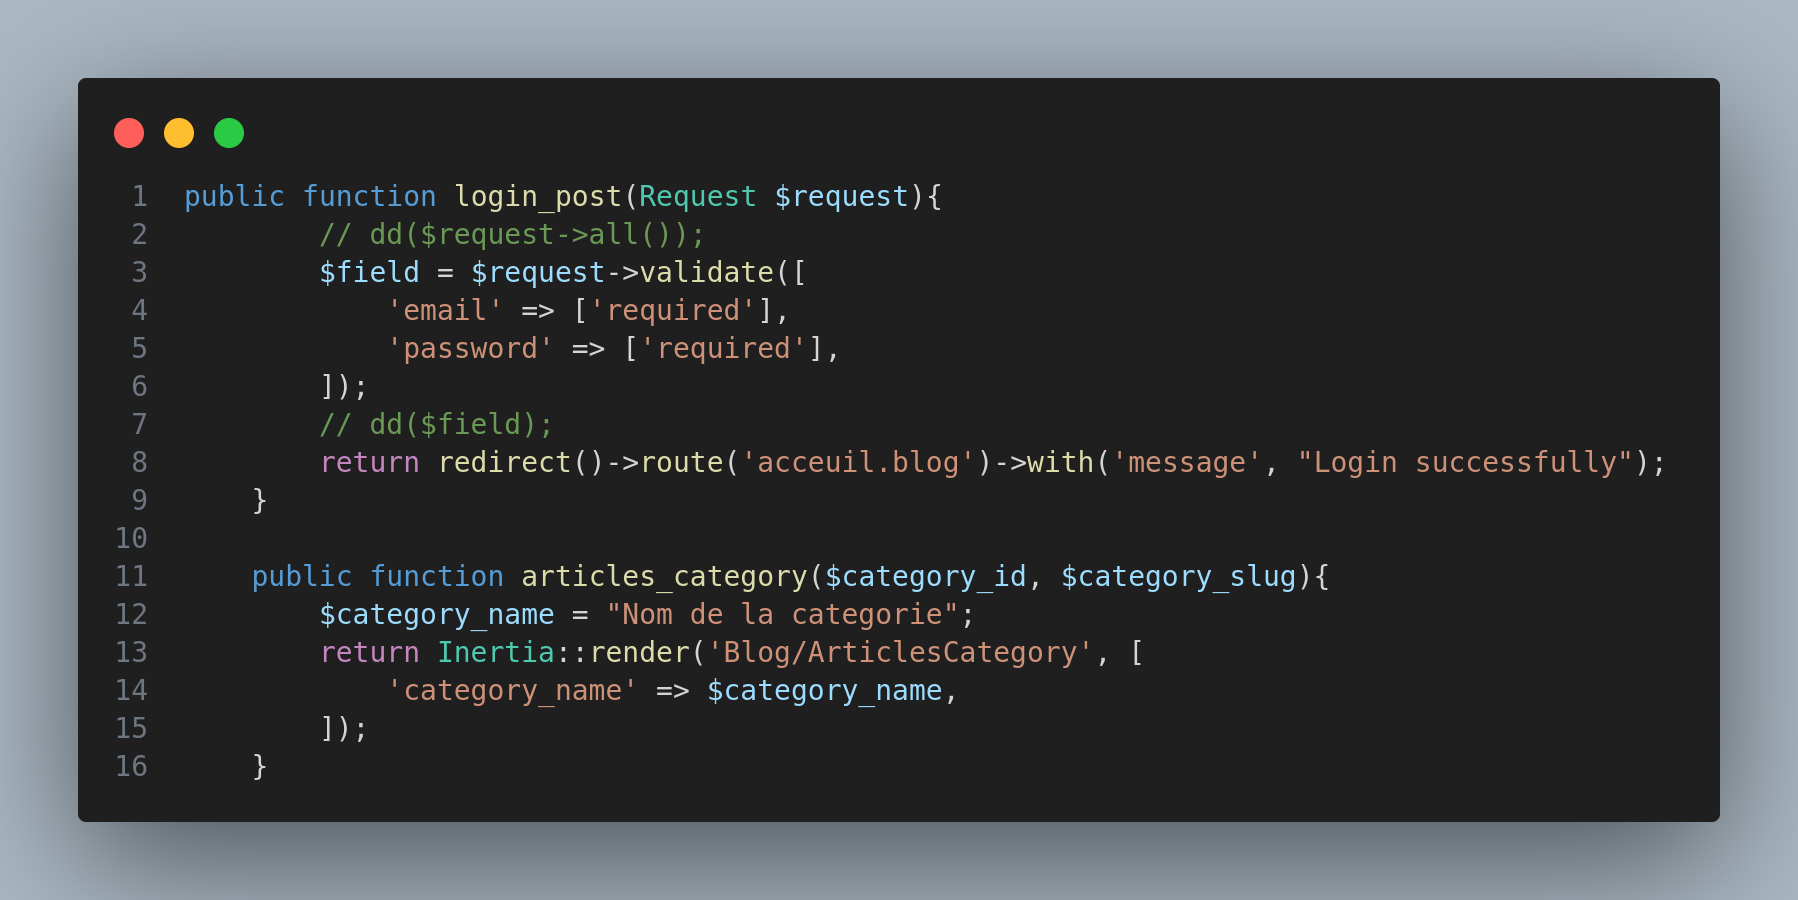 1 public function login_post(Request $request){
2         // dd($request->all());
3         $field = $request->validate([
4             'email' => ['required'],
5             'password' => ['required'],
6         ]);
7         // dd($field);
8         return redirect()->route('acceuil.blog')->with('message', "Login successfully");
9     }
10
11     public function articles_category($category_id, $category_slug){
12         $category_name = "Nom de la categorie";
13         return Inertia::render('Blog/ArticlesCategory', [
14             'category_name' => $category_name,
15         ]);
16     }